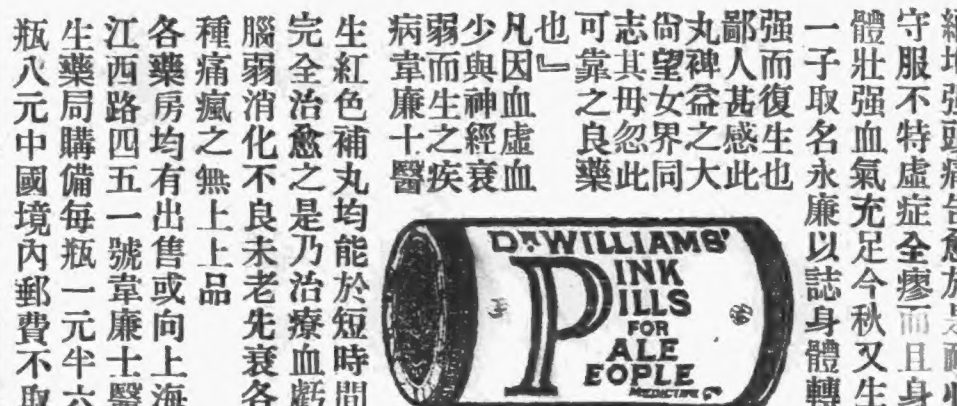 守服不特虛症全瘳而且身
體壯强血氣充足今秋又生
一子取名永廉以誌身體轉
强而復生也
鄙人甚感此
丸裨益之大
尙望女界同
志其毋忽此
可靠之良藥
也』
凡因血虛血
少與神經衰
弱而生之疾
病韋廉十醫
生紅色補丸均能於短時間
完全治愈之是乃治療血虧
腦弱消化不良未老先衰各
種痛瘋之無上上品
各藥房均有出售或向上海
江西路四五一號韋廉士醫
生藥局購備每瓶一元半六
瓶八元中國境內郵費不取
DR WILLIAMS'
PINK
PILLS
FOR
PALE
PEOPLE